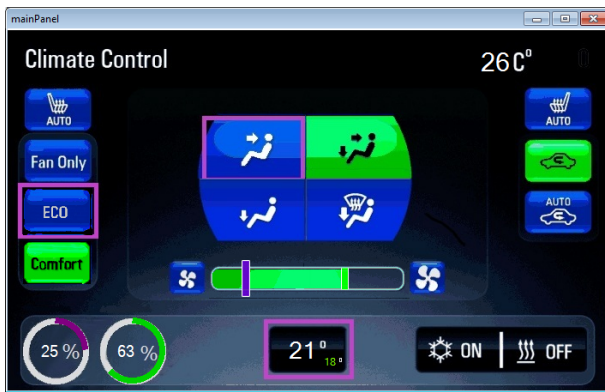 mainPanel
Climate Control
26C°
AUTO
AUTO
Fan Only
ECO
AUTO
Comfort
25 %
63 %
21°
18°
ON
OFF